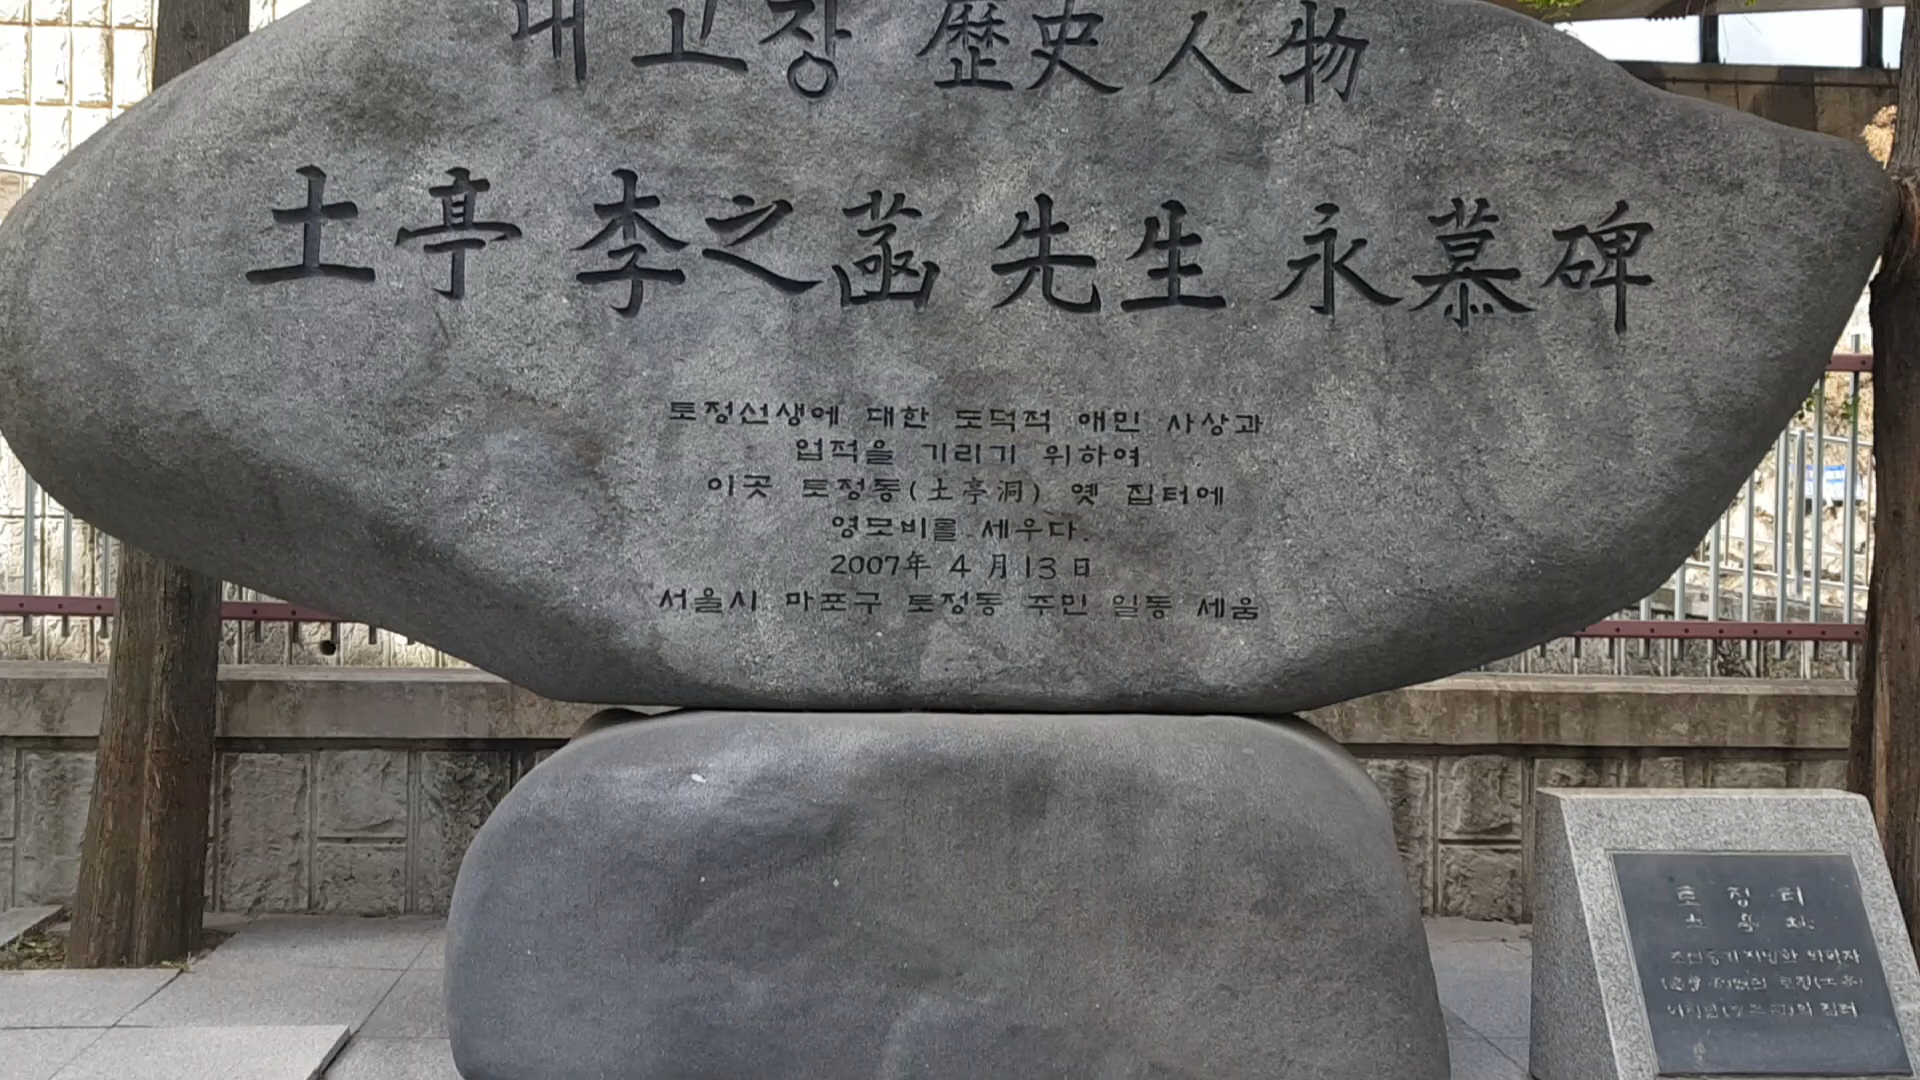 내고장 歷史人物
土亭 李之菡 先生 永慕碑
토정선생에 대한 도덕적 애민 사상과
업적을 기리기 위하여
이곳 토정동(土亭洞) 옛 집터에
영모비를 세우다.
2007年 4月 13日
서울시 마포구 토정동 주민 일동 세움
토정터
土亭址